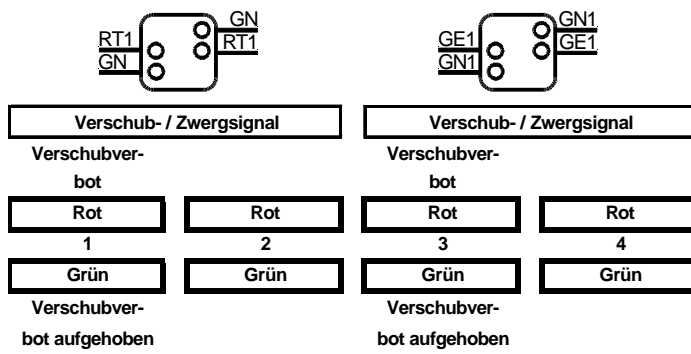 GN
RT1
RT1
GN
GN1
GE1
GE1
GN1
Verschub- / Zwergsignal
Verschub- / Zwergsignal
Verschubver-
bot
Verschubver-
bot
Rot
Rot
Rot
Rot
1
2
3
4
Grün
Grün
Grün
Grün
Verschubver-
bot aufgehoben
Verschubver-
bot aufgehoben